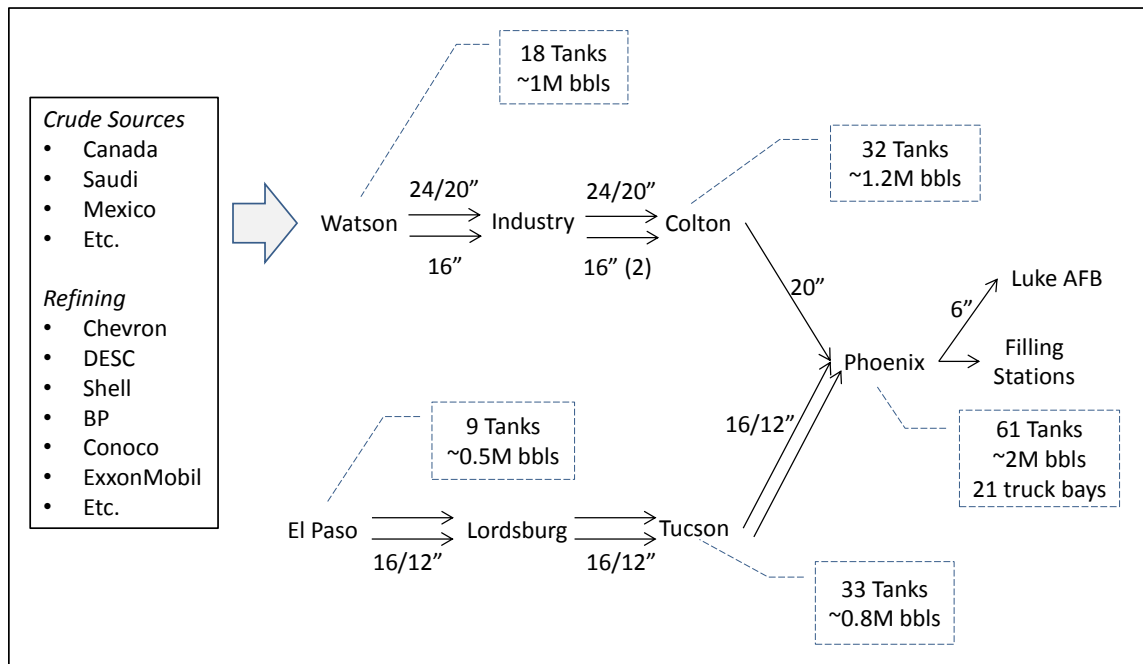 18 Tanks
~1M bbls
Crude Sources
• Canada
• Saudi
• Mexico
• Etc.
Refining
• Chevron
• DESC
• Shell
• BP
• Conoco
• ExxonMobil
• Etc.
32 Tanks
~1.2M bbls
24/20”
24/20”
Watson
Industry
Colton
16”
16” (2)
20”
Luke AFB
6”
Phoenix
Filling
Stations
9 Tanks
~0.5M bbls
16/12”
61 Tanks
~2M bbls
21 truck bays
El Paso
Lordsburg
Tucson
16/12”
16/12”
33 Tanks
~0.8M bbls